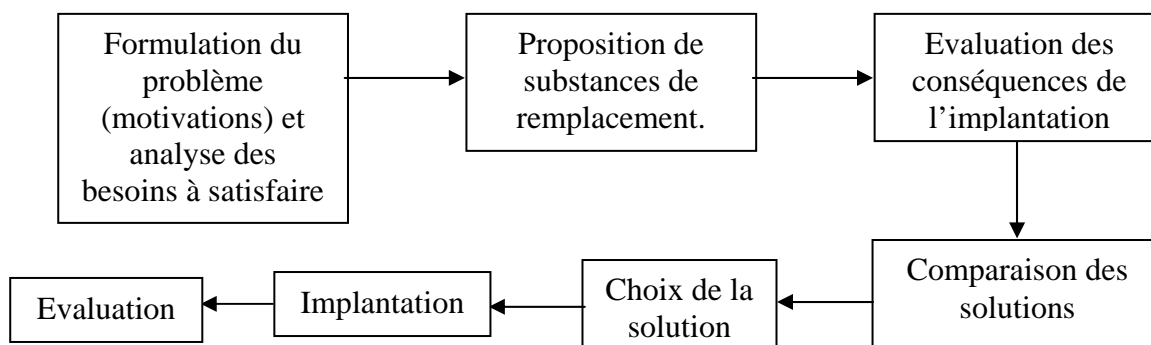 Formulation du
problème
(motivations) et
analyse des
besoins à satisfaire
Proposition de
substances de
remplacement.
Evaluation des
conséquences de
l'implantation
Comparaison des
solutions
Choix de la
solution
Implantation
Evaluation